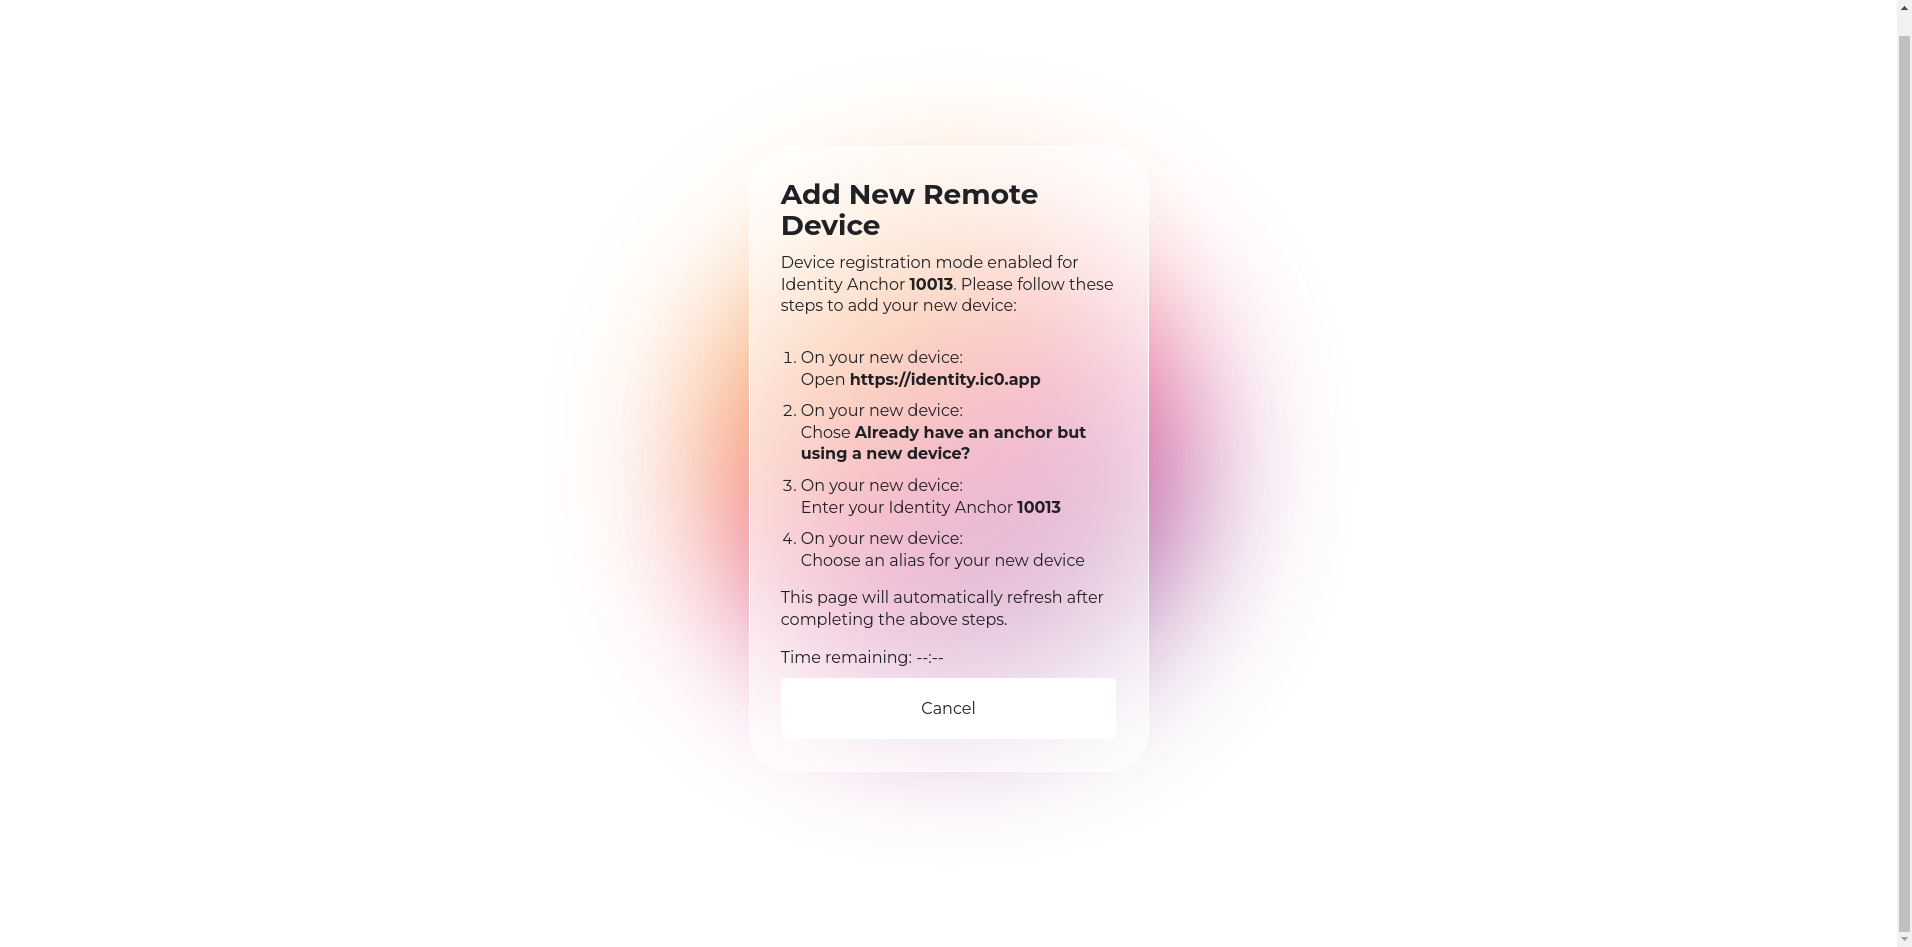 Add New Remote
Device
Device registration mode enabled for
Identity Anchor 10013. Please follow these
steps to add your new device:
1. On your new device:
Open https://identity.ic0.app
2. On your new device:
Chose Already have an anchor but
using a new device?
3. On your new device:
Enter your Identity Anchor 10013
4. On your new device:
Choose an alias for your new device
This page will automatically refresh after
completing the above steps.
Time remaining: --:--
Cancel